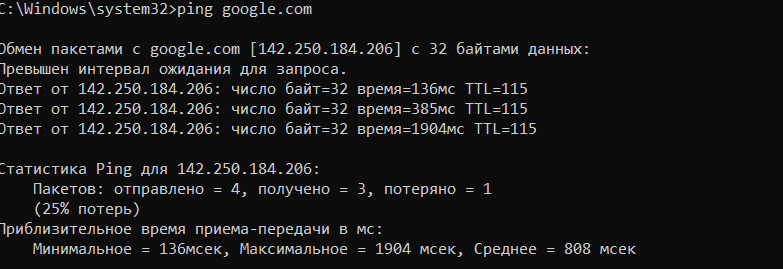 C:\Windows\system32>ping google.com
Обмен пакетами с google.com [142.250.184.206] с 32 байтами данных:
Превышен интервал ожидания для запроса.
Ответ от 142.250.184.206: число байт=32 время=136мс TTL=115
Ответ от 142.250.184.206: число байт=32 время=385мс TTL=115
Ответ от 142.250.184.206: число байт=32 время=1904мс TTL=115
Статистика Ping для 142.250.184.206:
Пакетов: отправлено = 4, получено = 3, потеряно = 1
(25% потерь)
Приблизительное время приема-передачи в мс:
Минимальное = 136мсек, Максимальное = 1904 мсек, Среднее = 808 мсек